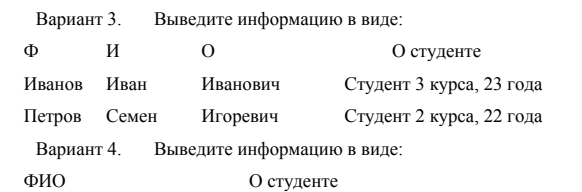 Вариант 3. Выведите информацию в виде:
Ф И О О студенте
Иванов Иван Иванович Студент 3 курса, 23 года
Петров Семен Игоревич Студент 2 курса, 22 года
Вариант 4. Выведите информацию в виде:
ФИО О студенте